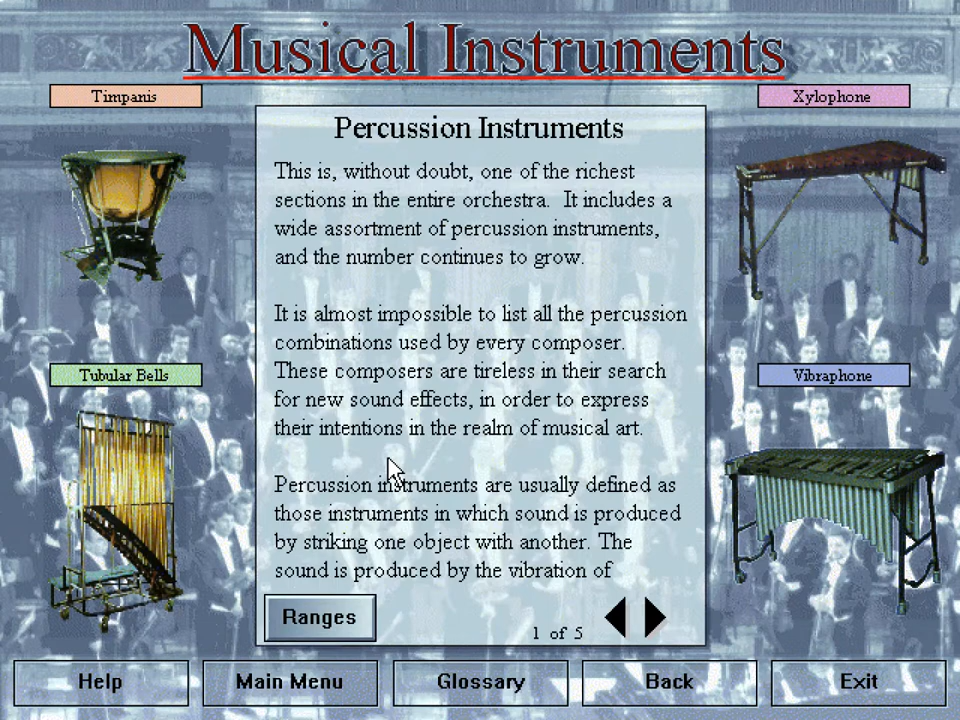 Musical Instruments
Timpanis
Xylophone
Percussion Instruments
This is, without doubt, one of the richest
sections in the entire orchestra.  It includes a
wide assortment of percussion instruments,
and the number continues to grow.
It is almost impossible to list all the percussion
combinations used by every composer.
These composers are tireless in their search
for new sound effects, in order to express
their intentions in the realm of musical art.
Percussion instruments are usually defined as
those instruments in which sound is produced
by striking one object with another. The
sound is produced by the vibration of
Tubular Bells
Vibraphone
Ranges
1 of 5
Help
Main Menu
Glossary
Back
Exit